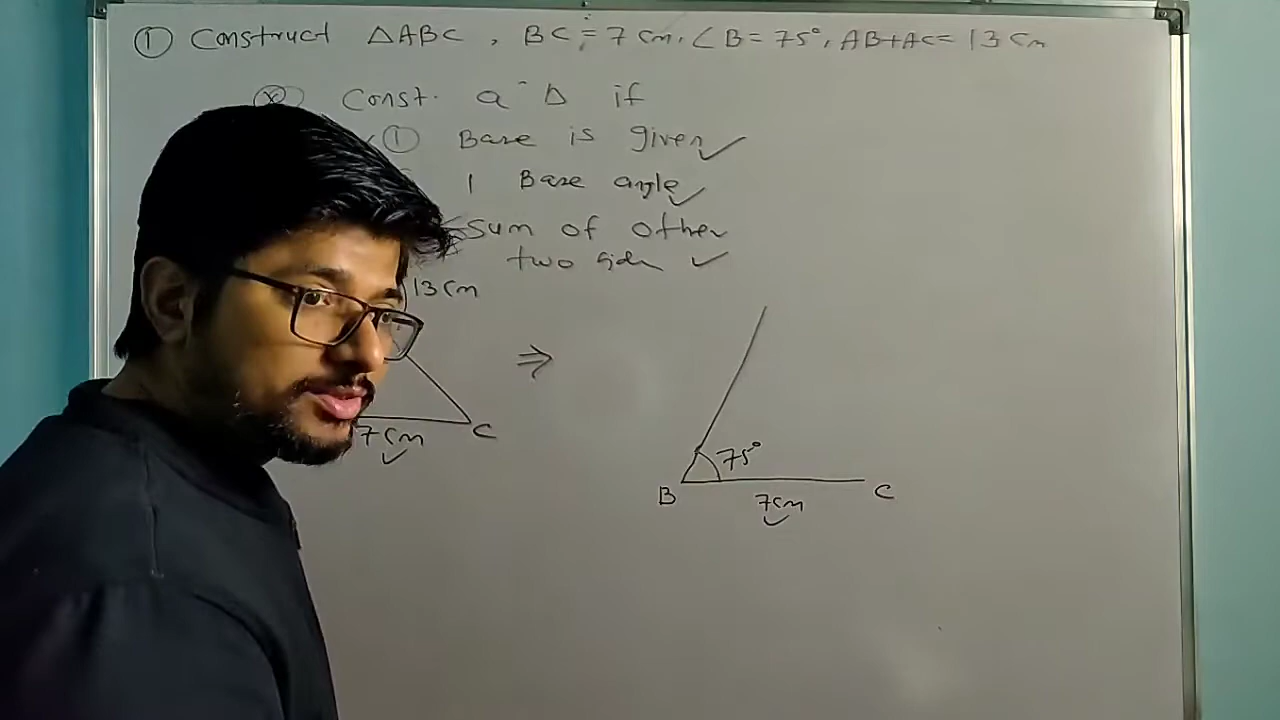 ① Construct △ABC, BC = 7 cm, ∠B = 75°, AB+AC = 13 cm
Const. a △ if
① Base is given ✓
1 Base angle ✓
sum of other
two side ✓
13 cm
⇒
7 cm
✓
C
75°
B
7cm
✓
C